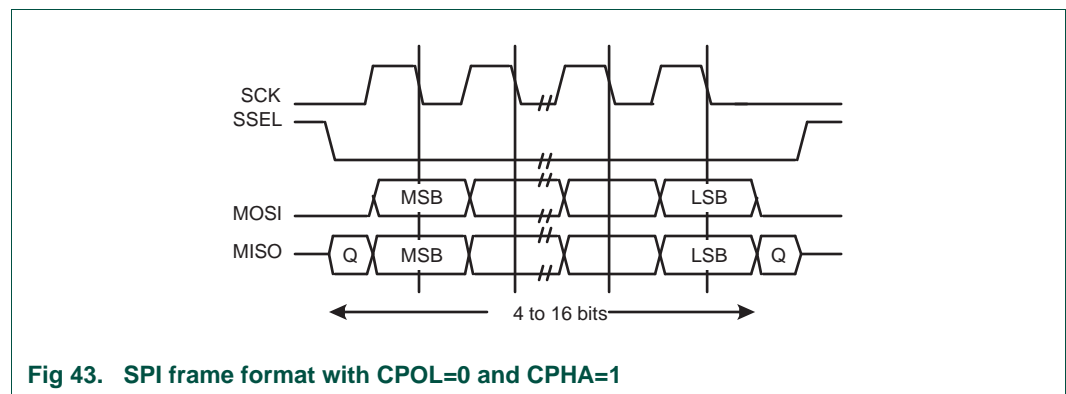 SCK
SSEL
MOSI MSB LSB
MISO Q MSB LSB Q
4 to 16 bits
Fig 43. SPI frame format with CPOL=0 and CPHA=1